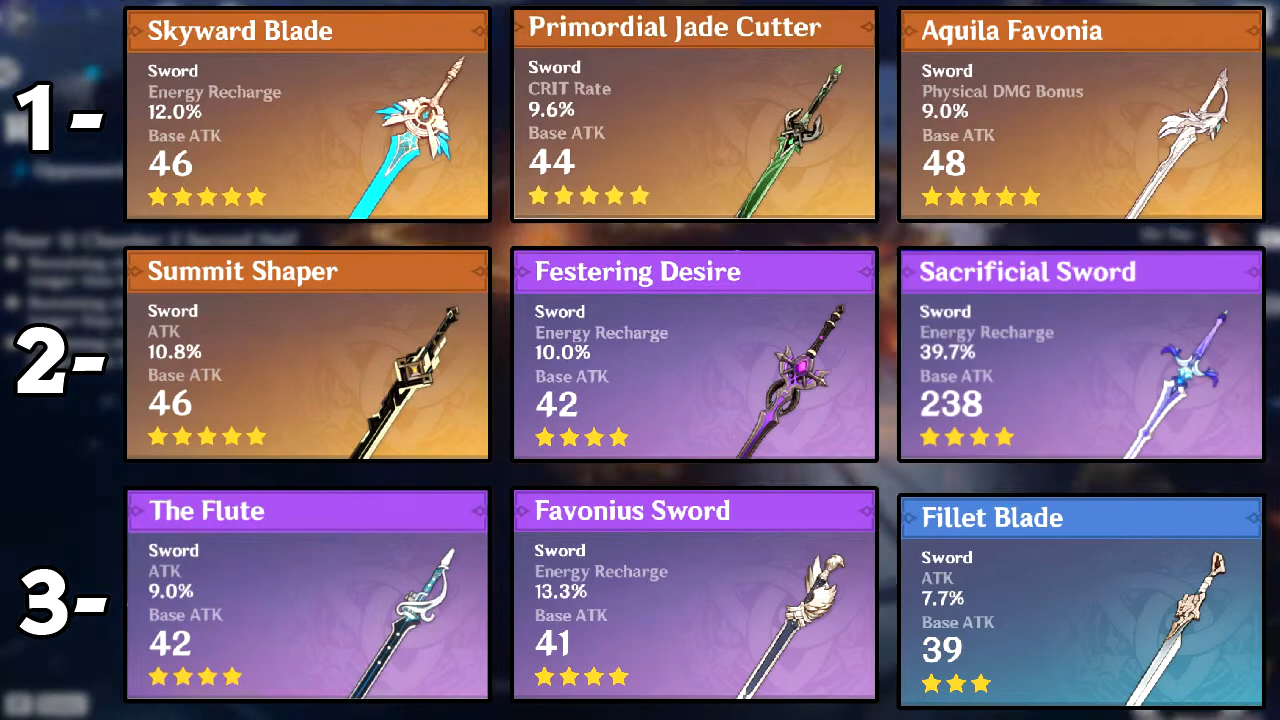 1-
Skyward Blade
Sword
Energy Recharge
12.0%
Base ATK
46
Primordial Jade Cutter
Sword
CRIT Rate
9.6%
Base ATK
44
Aquila Favonia
Sword
Physical DMG Bonus
9.0%
Base ATK
48
2-
Summit Shaper
Sword
ATK
10.8%
Base ATK
46
Festering Desire
Sword
Energy Recharge
10.0%
Base ATK
42
Sacrificial Sword
Sword
Energy Recharge
39.7%
Base ATK
238
3-
The Flute
Sword
ATK
9.0%
Base ATK
42
Favonius Sword
Sword
Energy Recharge
13.3%
Base ATK
41
Fillet Blade
Sword
ATK
7.7%
Base ATK
39